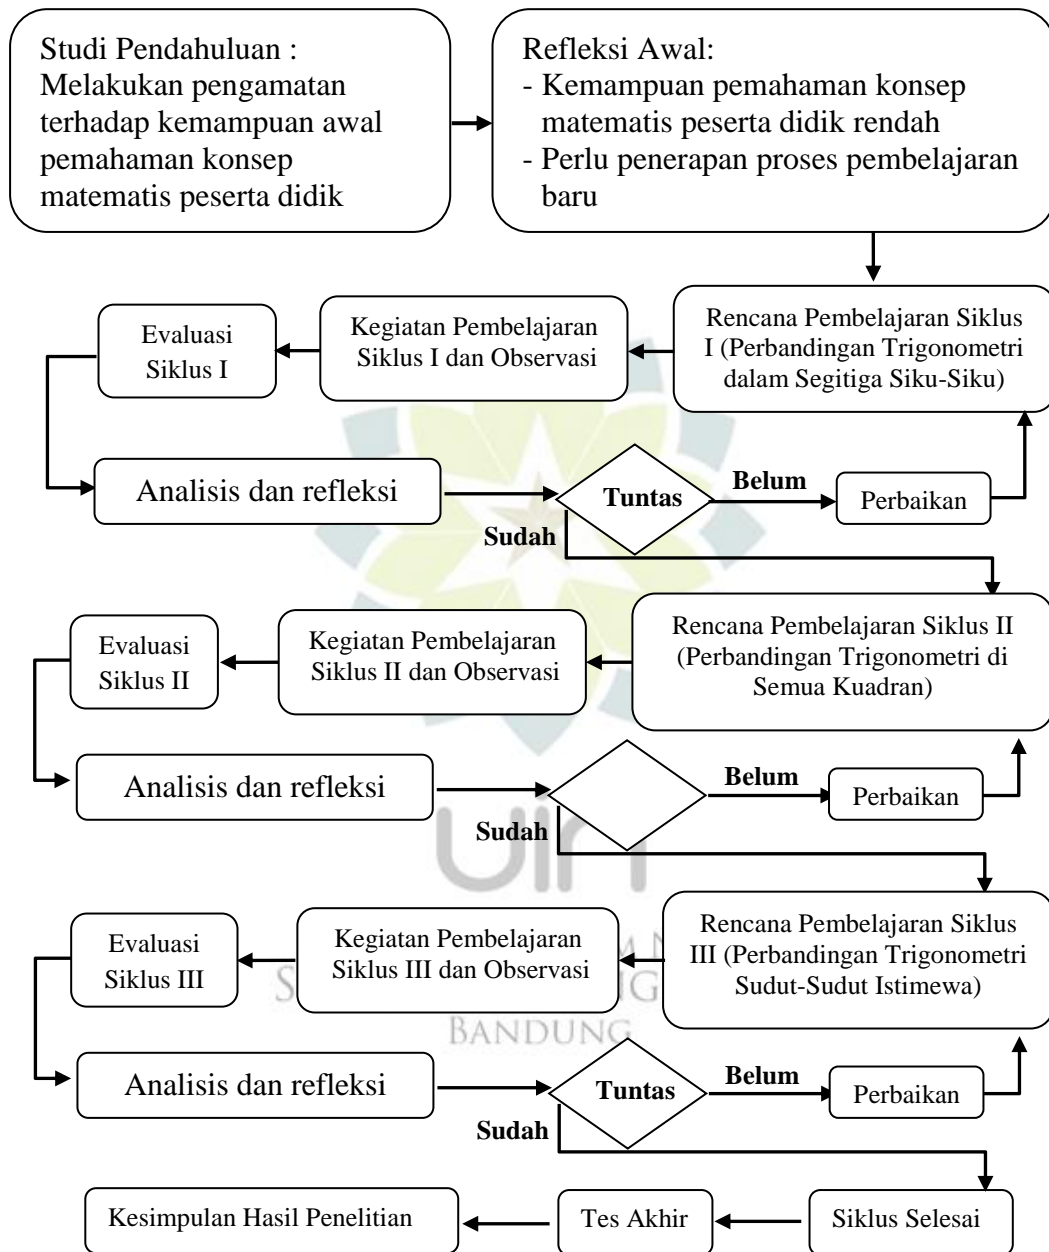 Studi Pendahuluan :
Melakukan pengamatan
terhadap kemampuan awal
pemahaman konsep
matematis peserta didik
Refleksi Awal:
- Kemampuan pemahaman konsep
matematis peserta didik rendah
- Perlu penerapan proses pembelajaran
baru
Rencana Pembelajaran Siklus
I (Perbandingan Trigonometri
dalam Segitiga Siku-Siku)
Kegiatan Pembelajaran
Siklus I dan Observasi
Evaluasi
Siklus I
Analisis dan refleksi
Tuntas
Belum
Perbaikan
Sudah
Rencana Pembelajaran Siklus II
(Perbandingan Trigonometri di
Semua Kuadran)
Kegiatan Pembelajaran
Siklus II dan Observasi
Evaluasi
Siklus II
Analisis dan refleksi
Belum
Perbaikan
Sudah
uin
Rencana Pembelajaran Siklus
III (Perbandingan Trigonometri
Sudut-Sudut Istimewa)
Kegiatan Pembelajaran
Siklus III dan Observasi
Evaluasi
Siklus III
BANDUNG
Analisis dan refleksi
Tuntas
Belum
Perbaikan
Sudah
Siklus Selesai
Tes Akhir
Kesimpulan Hasil Penelitian